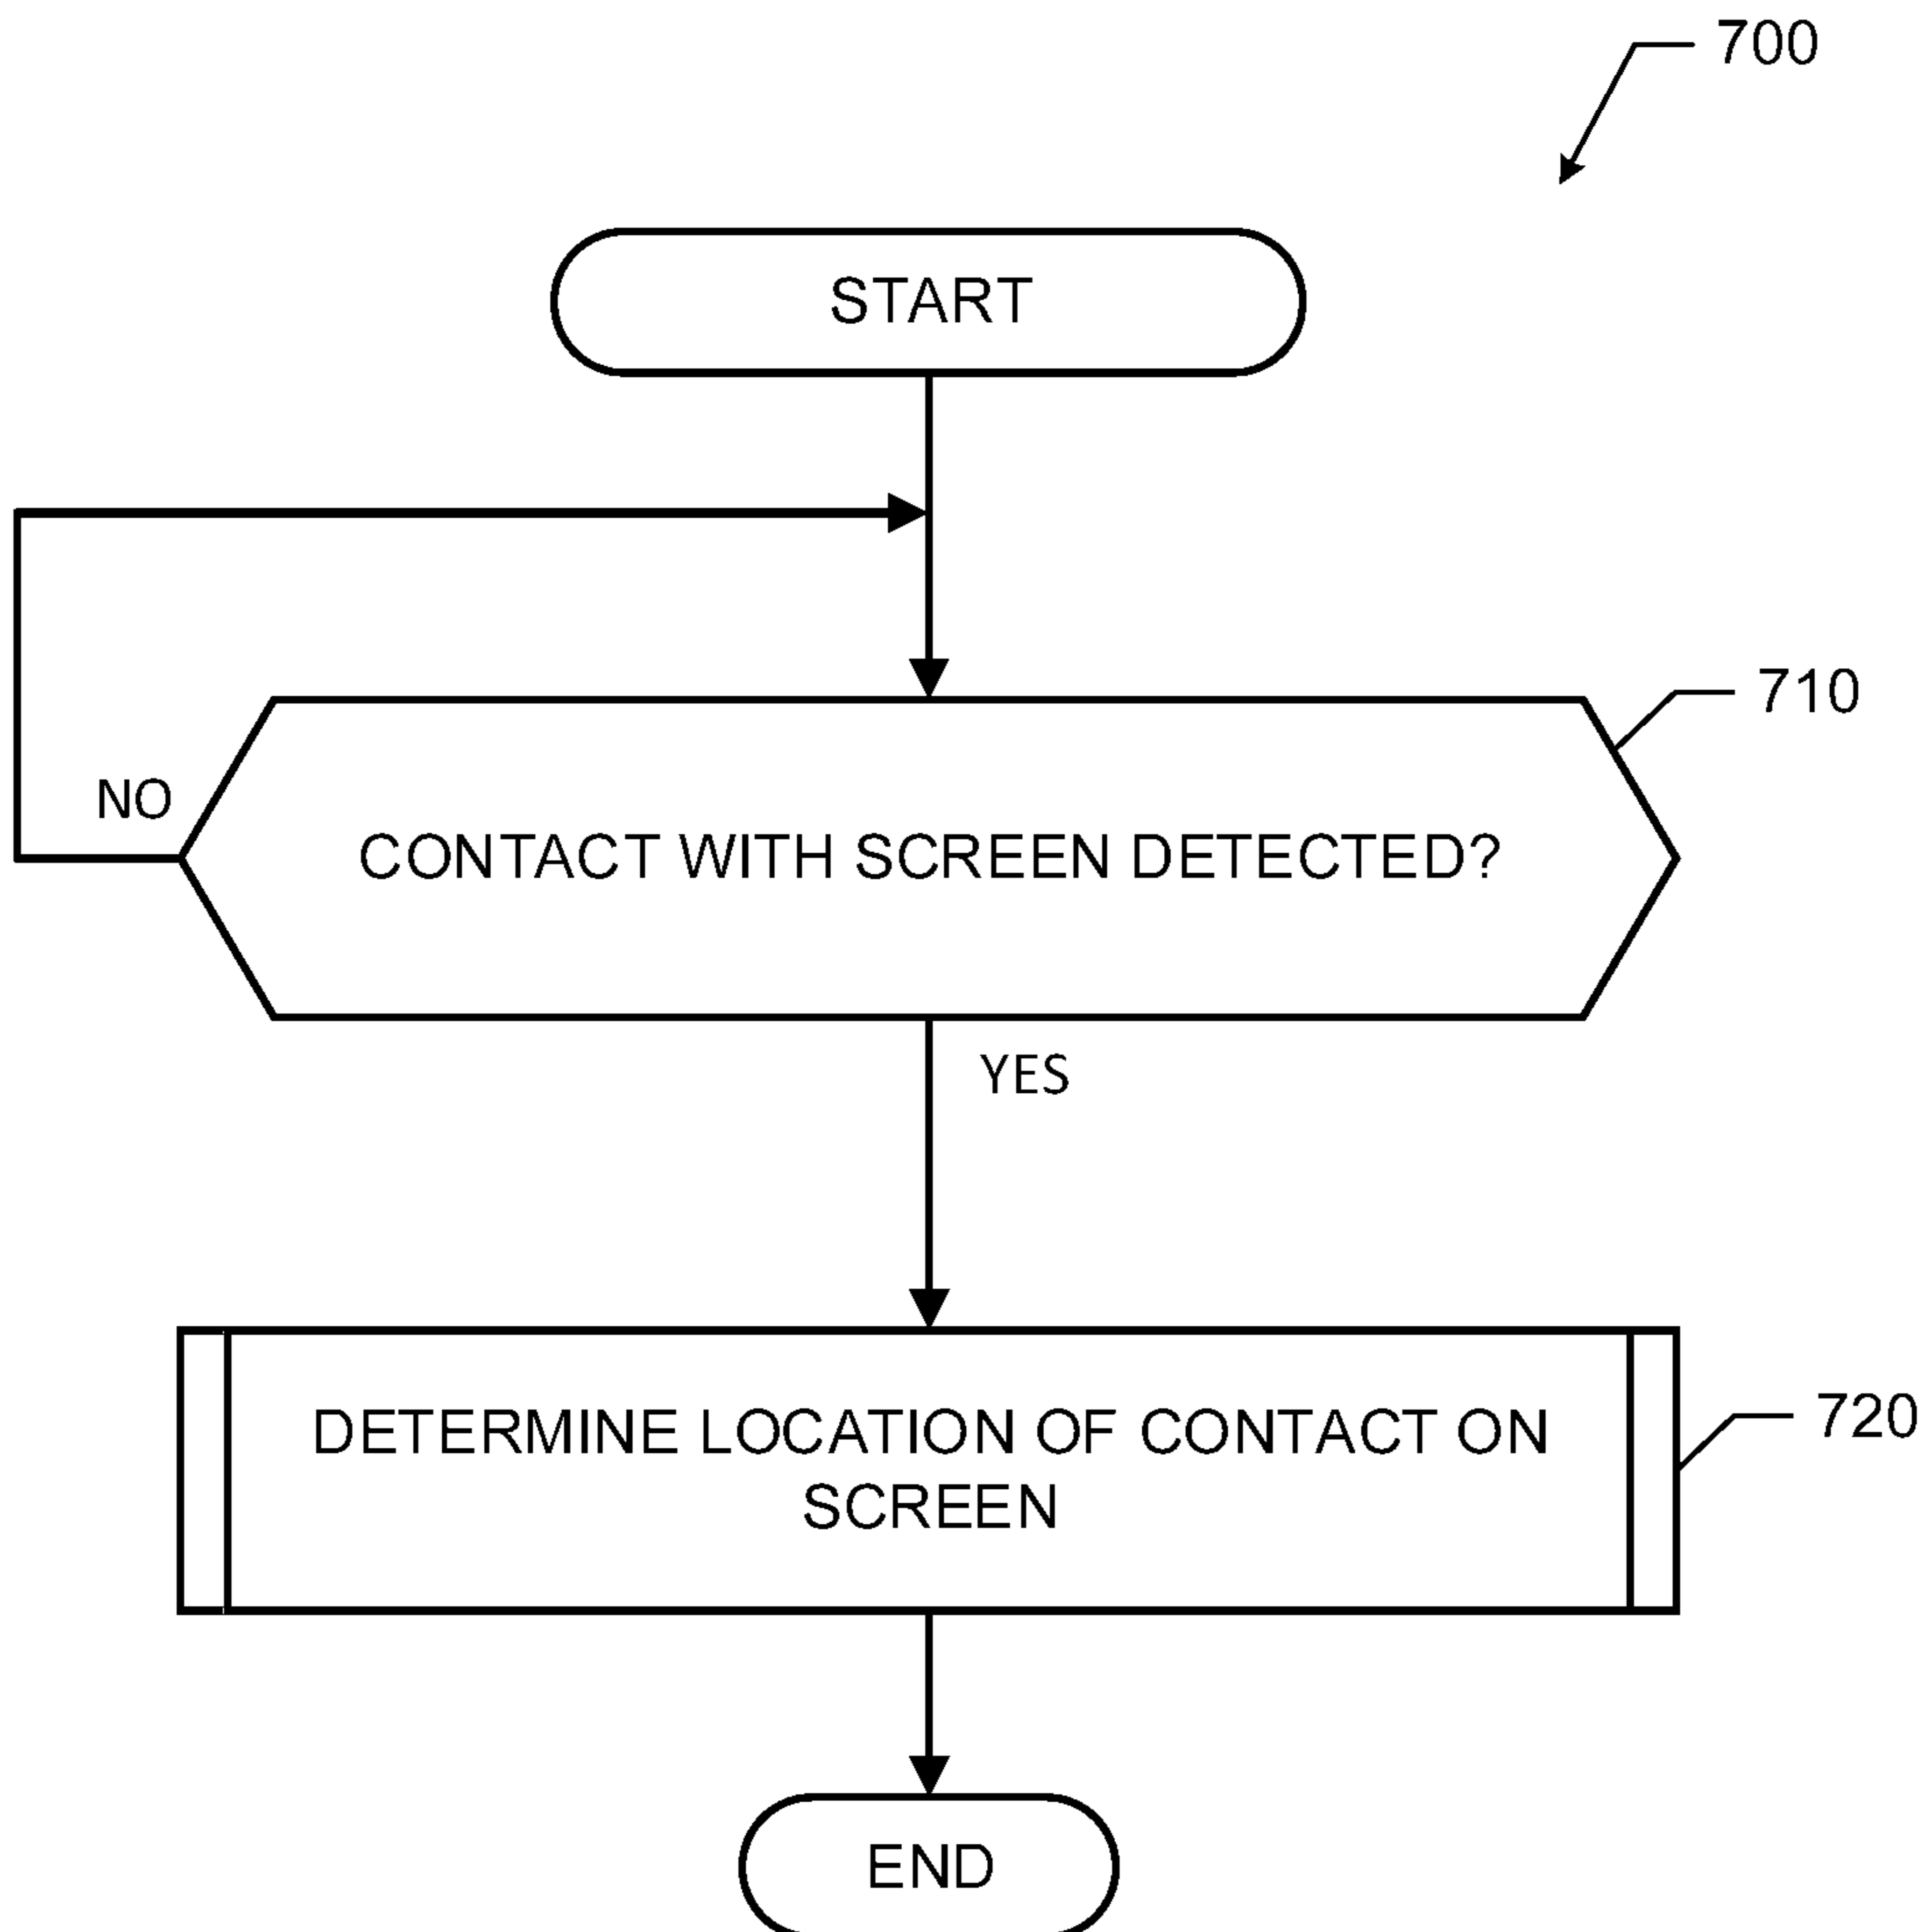 700
START
710
NO
CONTACT WITH SCREEN DETECTED?
YES
DETERMINE LOCATION OF CONTACT ON
SCREEN
720
END